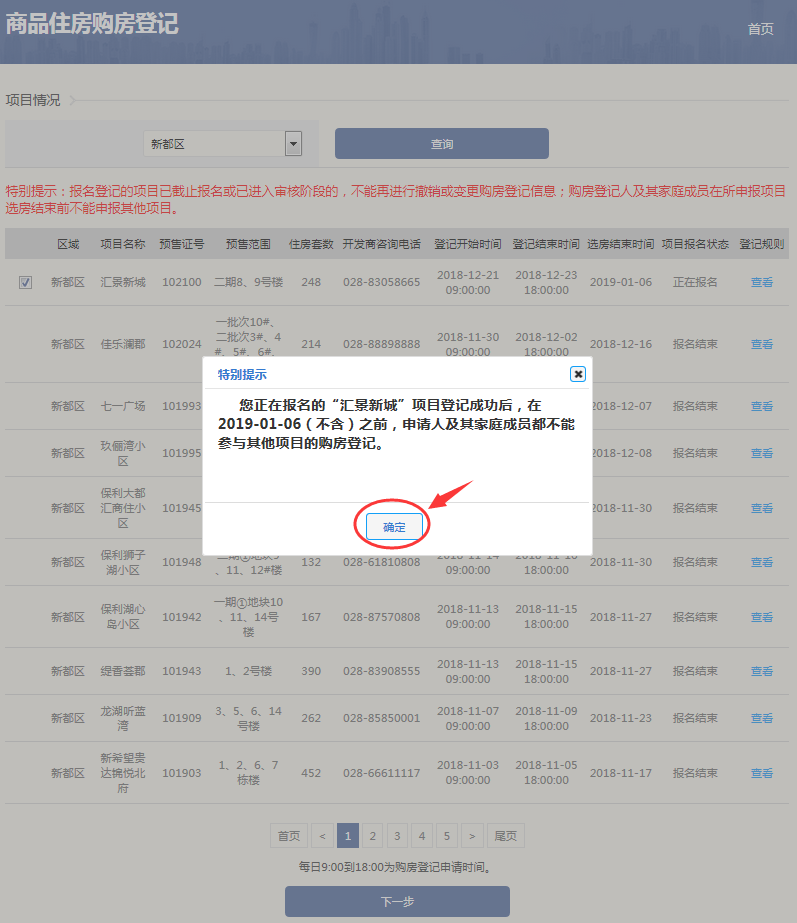 商品住房购房登记
首页
项目情况
新都区
查询
特别提示：报名登记的项目已截止报名或已进入审核阶段的，不能再进行撤销或变更购房登记信息；购房登记人及其家庭成员在所申报项目
选房结束前不能申报其他项目。
区域 项目名称 预售证号 预售范围 住房套数 开发商咨询电话 登记开始时间 登记结束时间 选房结束时间 项目报名状态 登记规则
新都区 汇景新城 102100 二期8、9号楼 248 028-83058665 2018-12-21 09:00:00 2018-12-23 18:00:00 2019-01-06 正在报名 查看
新都区 佳乐澜郡 102024 一批次10#、二批次3#、4#、5#、6#、 214 028-88898888 2018-11-30 09:00:00 2018-12-02 18:00:00 2018-12-16 报名结束 查看
新都区 七一广场 101993 2018-12-07 报名结束 查看
新都区 玖俪湾小区 101995 2018-12-08 报名结束 查看
新都区 保利大都汇商住小区 101945 2018-11-30 报名结束 查看
新都区 保利狮子湖小区 101948 二期①地块9、11、12#楼 132 028-61810808 2018-11-14 09:00:00 2018-11-16 18:00:00 2018-11-30 报名结束 查看
新都区 保利湖心岛小区 101942 一期①地块10、11、14号楼 167 028-87570808 2018-11-13 09:00:00 2018-11-15 18:00:00 2018-11-27 报名结束 查看
新都区 缇香荟郡 101943 1、2号楼 390 028-83908555 2018-11-13 09:00:00 2018-11-15 18:00:00 2018-11-27 报名结束 查看
新都区 龙湖听蓝湾 101909 3、5、6、14号楼 262 028-85850001 2018-11-07 09:00:00 2018-11-09 18:00:00 2018-11-23 报名结束 查看
新都区 新希望贵达锦悦北府 101903 1、2、6、7栋楼 452 028-66611117 2018-11-03 09:00:00 2018-11-05 18:00:00 2018-11-17 报名结束 查看
特别提示
您正在报名的“汇景新城”项目登记成功后，在
2019-01-06（不含）之前，申请人及其家庭成员都不能
参与其他项目的购房登记。
确定
首页 < 1 2 3 4 5 > 尾页
每日9:00到18:00为购房登记申请时间。
下一步